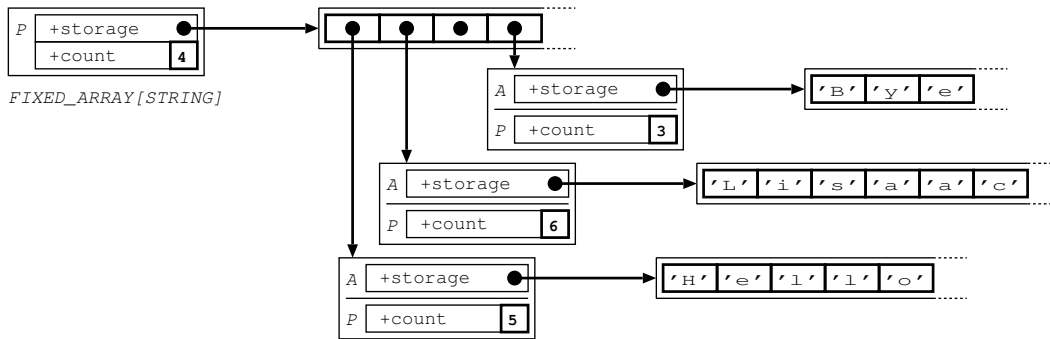 P +storage
+count 4
FIXED_ARRAY[STRING]
A +storage
P +count 3
'B' 'y' 'e'
A +storage
P +count 6
'L' 'i' 's' 'a' 'a' 'c'
A +storage
P +count 5
'H' 'e' 'l' 'l' 'o'